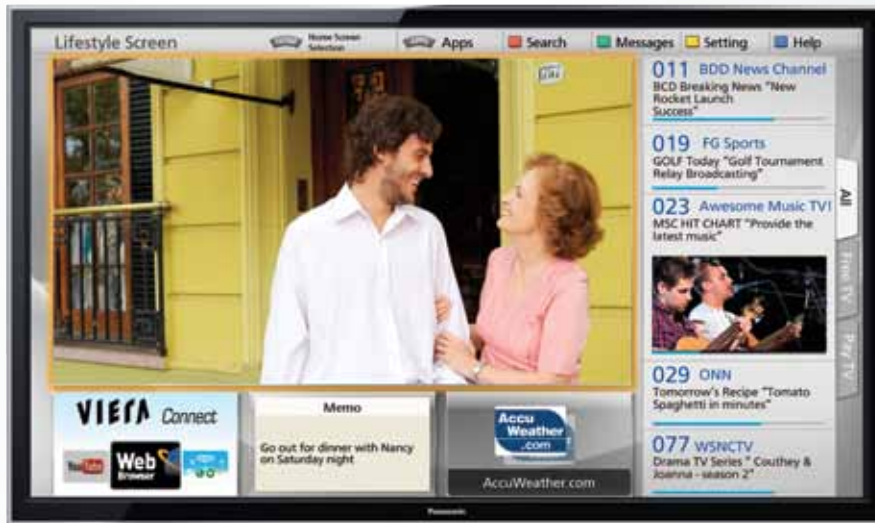 Lifestyle Screen
Home Screen
Selection
Apps
Search
Messages
Setting
Help
011 BDD News Channel
BCD Breaking News "New
Rocket Launch
Success"
019 FG Sports
GOLF Today "Golf Tournament
Relay Broadcasting"
023 Awesome Music TV!
MSC HIT CHART "Provide the
latest music"
029 ONN
Tomorrow's Recipe "Tomato
Spaghetti in minutes"
077 WSNCTV
Drama TV Series " Couthey &
Joanna - season 2"
All
Free TV
Pay TV
VIErA Connect
YouTube
Web
Browser
Memo
Go out for dinner with Nancy
on Saturday night
Accu
Weather
.com
AccuWeather.com
Panasonic